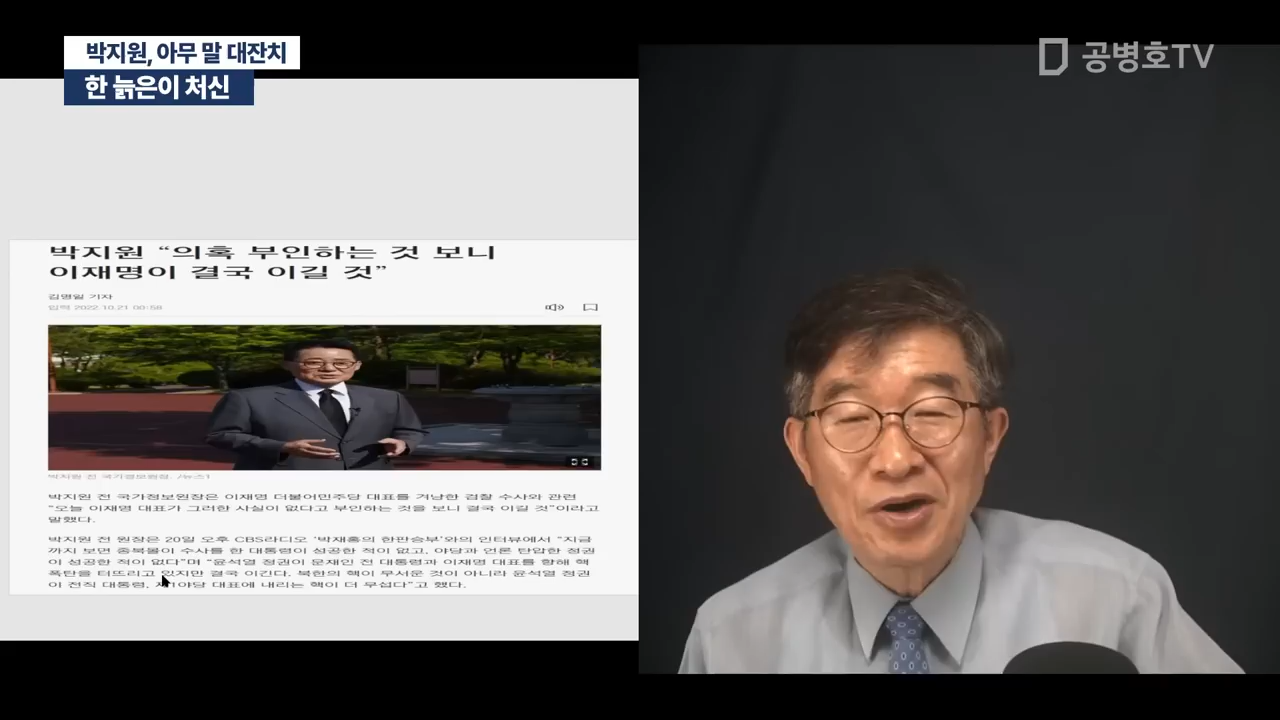 박지원, 아무 말 대잔치
한 늙은이 처신
공병호TV
박지원 “의혹 부인하는 것 보니
이재명이 결국 이길 것”
김명일 기자
입력 2022.10.21 00:58
박지원 전 국가정보원장. /뉴스1
박지원 전 국가정보원장은 이재명 더불어민주당 대표를 겨냥한 검찰 수사와 관련
“오늘 이재명 대표가 그러한 사실이 없다고 부인하는 것을 보니 결국 이길 것”이라고
말했다.
박지원 전 원장은 20일 오후 CBS라디오 ‘박재홍의 한판승부’와의 인터뷰에서 “지금
까지 보면 종북몰이 수사를 한 대통령이 성공한 적이 없고, 야당과 언론 탄압한 정권
이 성공한 적이 없다”며 “윤석열 정권이 문재인 전 대통령과 이재명 대표를 향해 핵
폭탄을 터뜨리고 있지만 결국 이긴다. 북한의 핵이 무서운 것이 아니라 윤석열 정권
이 전직 대통령, 제1야당 대표에 내리는 핵이 더 무섭다”고 했다.